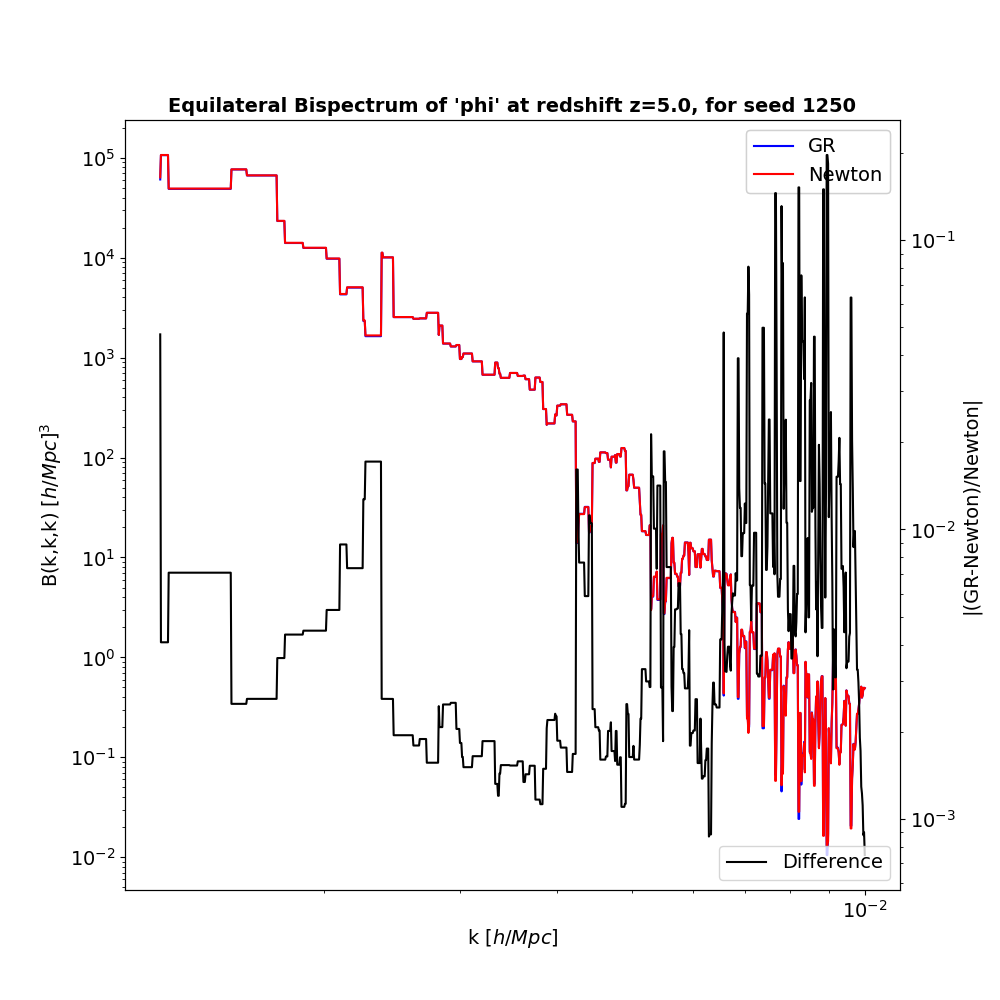 Equilateral Bispectrum of 'phi' at redshift z=5.0, for seed 1250
GR
Newton
Difference
10^5
10^4
10^3
10^2
10^1
10^0
10^-1
10^-2
B(k,k,k) [h/Mpc]^3
10^-1
10^-2
10^-3
|(GR-Newton)/Newton|
10^-2
k [h/Mpc]